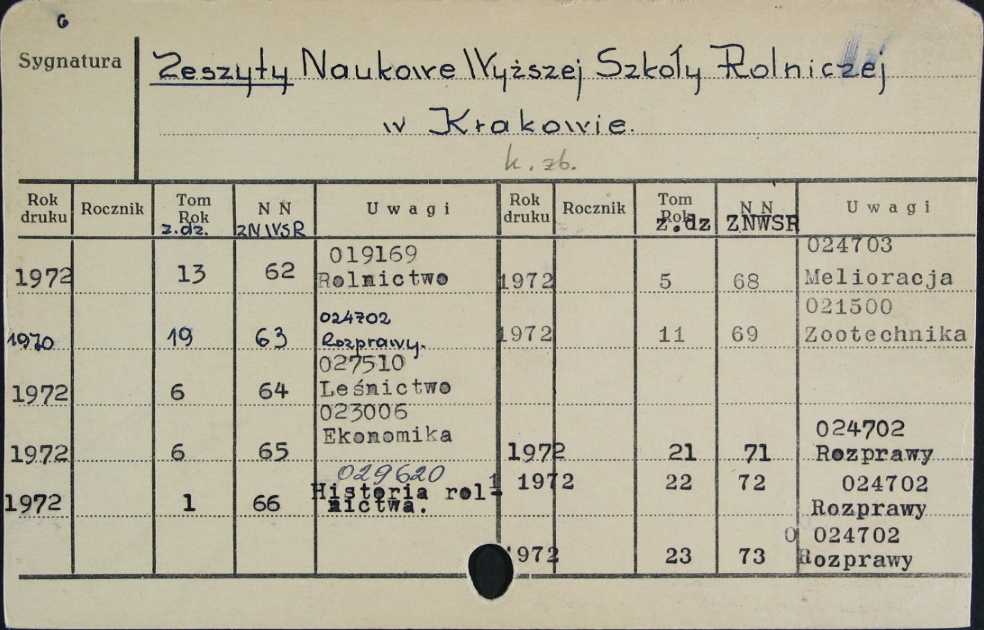 6
Sygnatura
Zeszyty Naukowe Wyższej Szkoły Rolniczej
w Krakowie.
k. zb.
Rok druku Rocznik Tom Rok z.dz. N N ZNWSR Uwagi
1972 13 62 019169 Rolnictwo
1970 19 63 024702 Rozprawy.
1972 6 64 027510 Leśnictwo
1972 6 65 023006 Ekonomika
1972 1 66 029620 Historia rol-
nictwa.
Rok druku Rocznik Tom Rok z.dz N N ZNWSR Uwagi
1972 5 68 024703 Melioracja
1972 11 69 021500 Zootechnika
1972 21 71 024702 Rozprawy
1972 22 72 024702 Rozprawy
1972 23 73 024702 Rozprawy